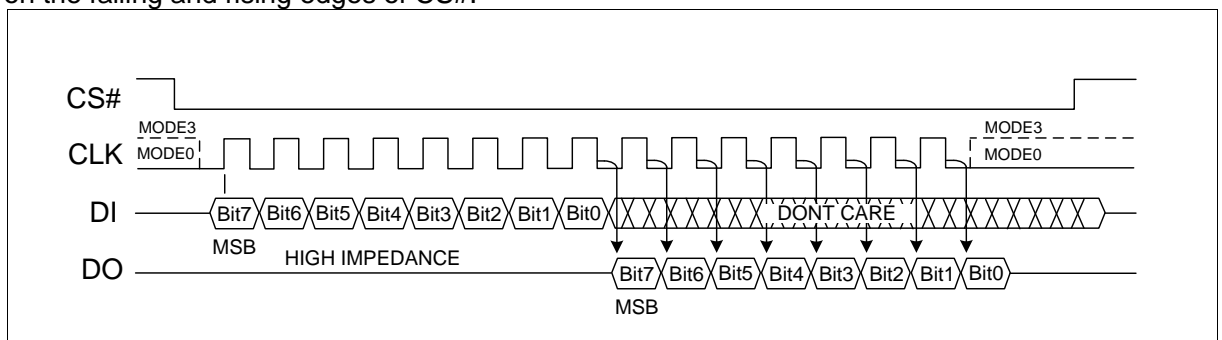 on the falling and rising edges of CS#.
CS#
MODE3 MODE3
CLK MODE0 MODE0
DI Bit7 Bit6 Bit5 Bit4 Bit3 Bit2 Bit1 Bit0 DONT CARE
MSB HIGH IMPEDANCE
DO Bit7 Bit6 Bit5 Bit4 Bit3 Bit2 Bit1 Bit0
MSB